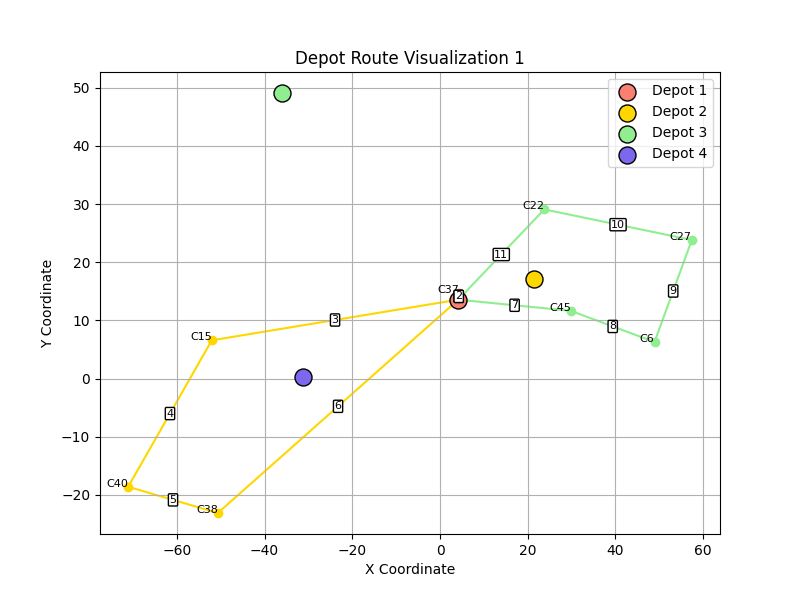 Depot Route Visualization 1
Depot 1
Depot 2
Depot 3
Depot 4
Y Coordinate
50
40
30
20
10
0
−10
−20
C22
10
C27
11
C37
2
9
3
7
C45
8
C6
C15
4
6
C40
5
C38
−60
−40
−20
0
20
40
60
X Coordinate